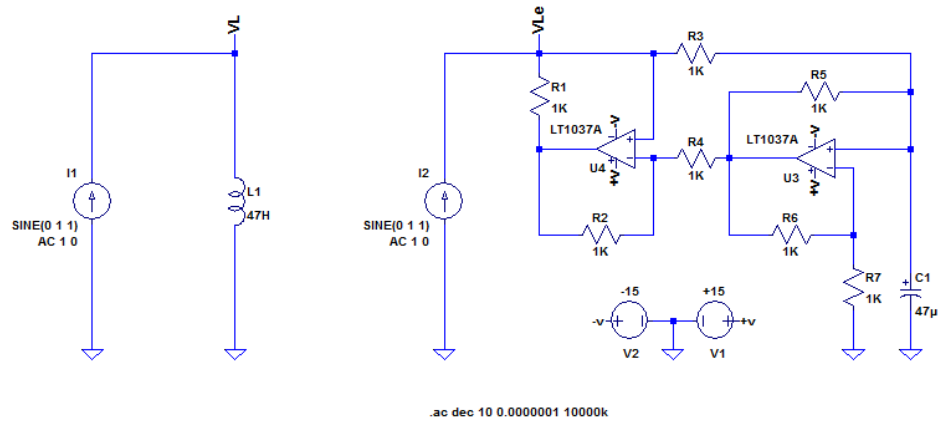 VL
I1
SINE(0 1 1)
AC 1 0
L1
47H
VLe
I2
SINE(0 1 1)
AC 1 0
R1
1K
R3
1K
LT1037A
-V
+V
U4
R4
1K
R2
1K
R5
1K
LT1037A
-V
+V
U3
R6
1K
R7
1K
C1
47µ
-15
-v
V2
+15
+v
V1
.ac dec 10 0.0000001 10000k